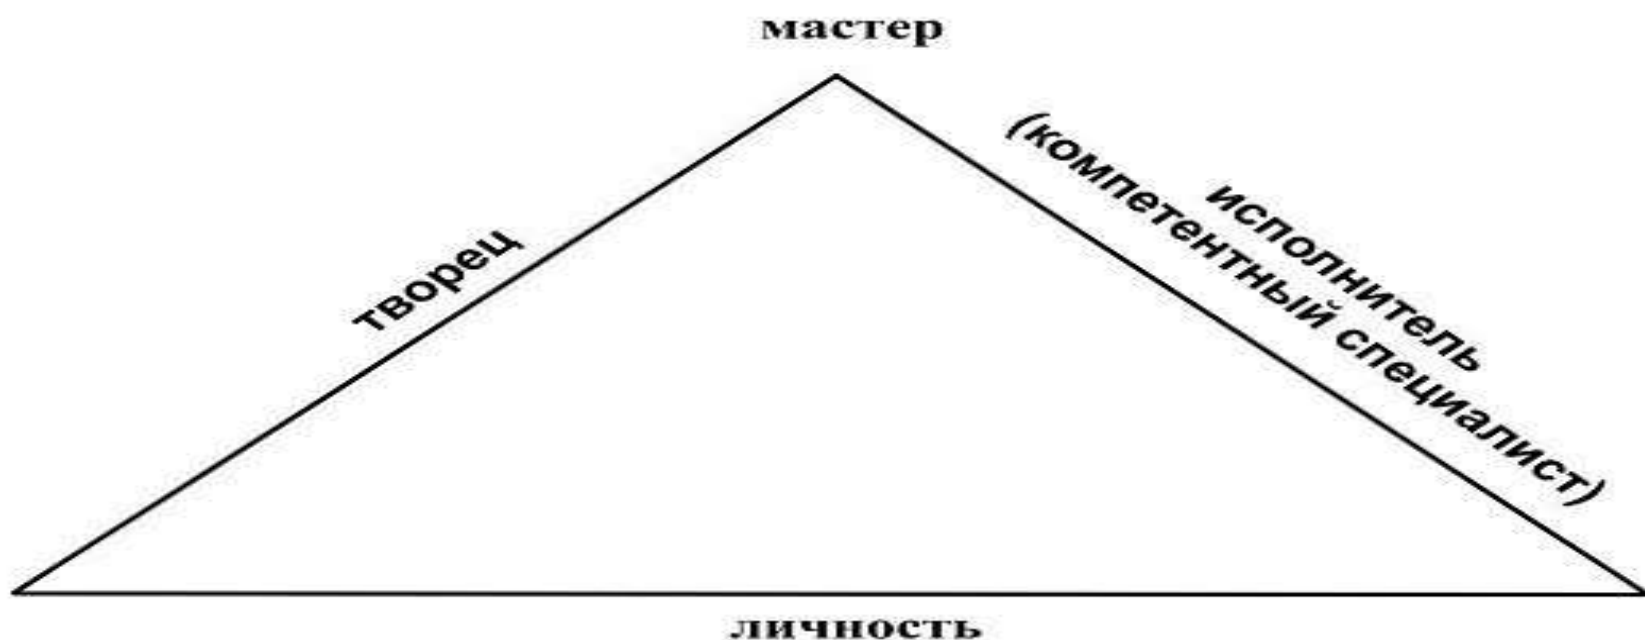 мастер
творец
исполнитель
(компетентный специалист)
личность